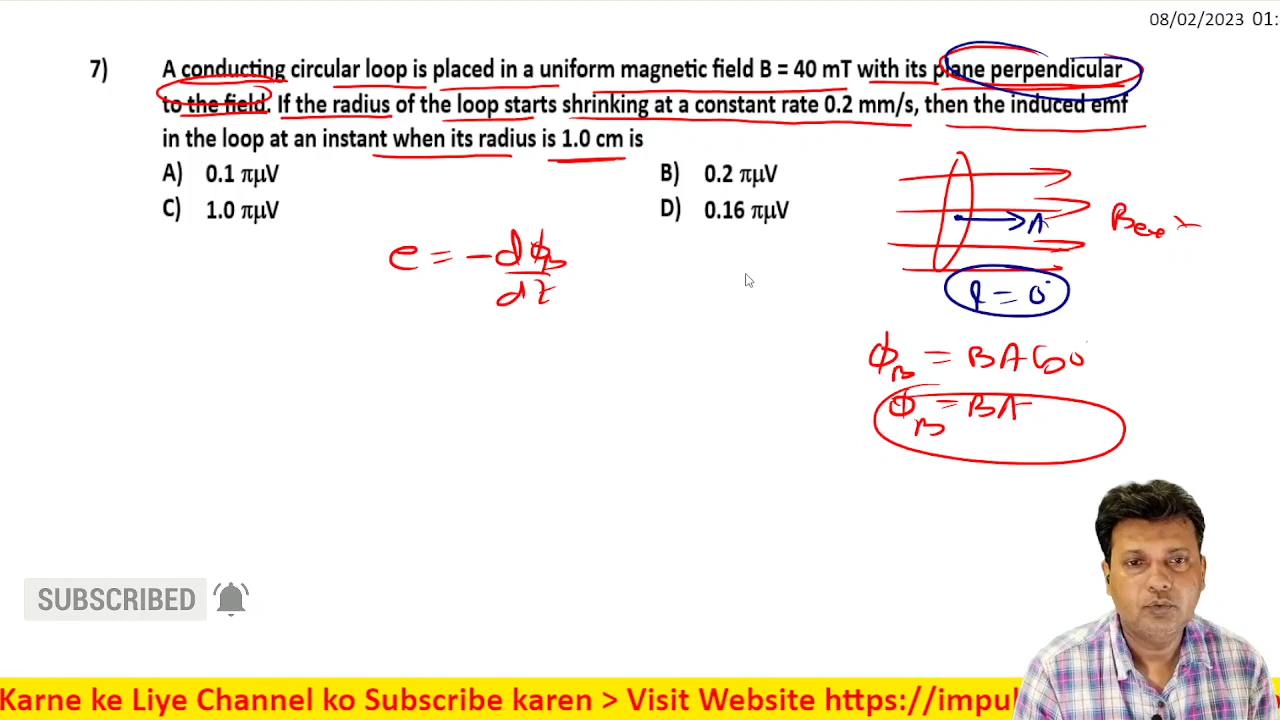 08/02/2023 01:
7) A conducting circular loop is placed in a uniform magnetic field B = 40 mT with its plane perpendicular
to the field. If the radius of the loop starts shrinking at a constant rate 0.2 mm/s, then the induced emf
in the loop at an instant when its radius is 1.0 cm is
A) 0.1 πμV B) 0.2 πμV
C) 1.0 πμV D) 0.16 πμV
e = -dϕB/dt
A
= 0°
ϕB = BA cos0°
ϕB = BA
SUBSCRIBED
Karne ke Liye Channel ko Subscribe karen > Visit Website https://impul